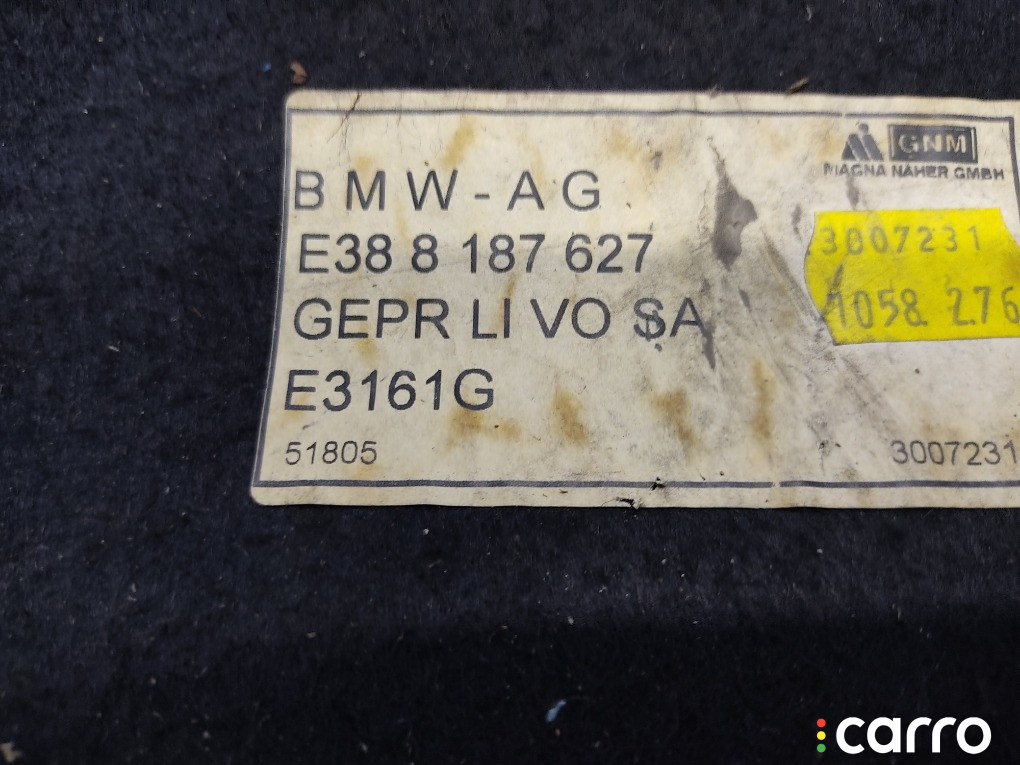 GNM
MAGNA NAHER GMBH
BMW-AG
E38 8 187 627
GEPR LI VO SA
E3161G
51805
3007231
3007231
1058 276
carro